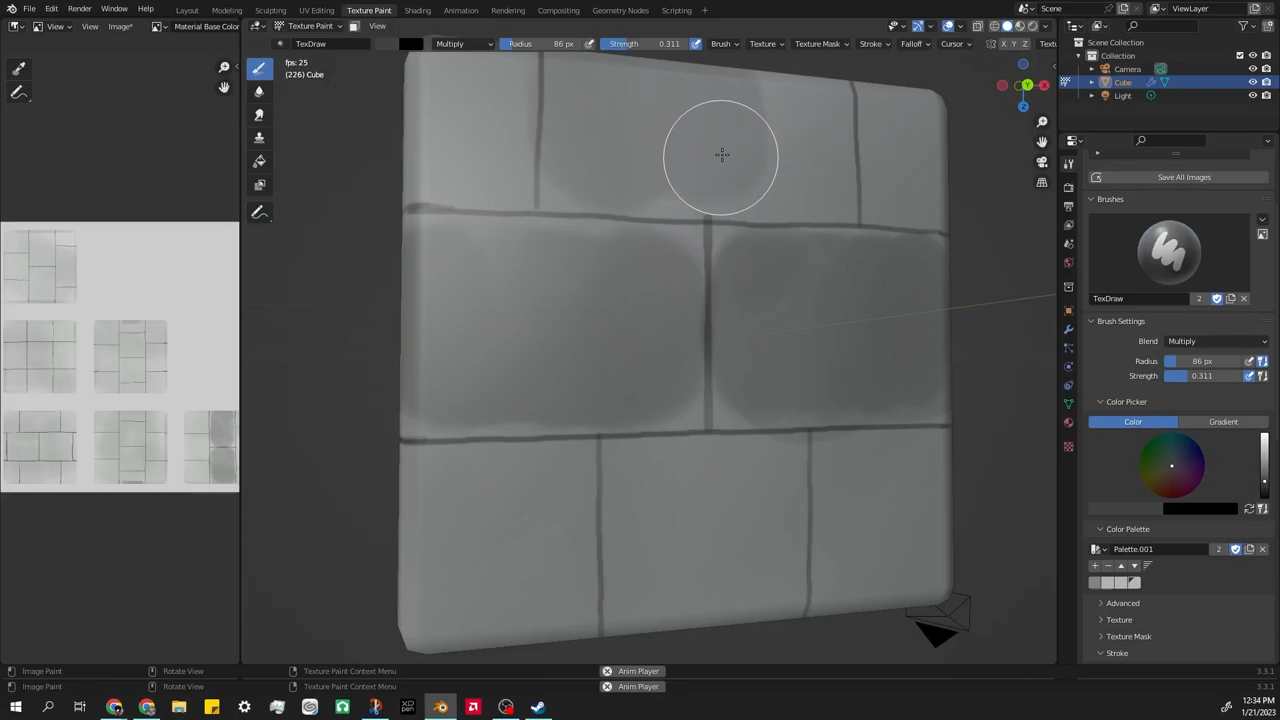 File Edit Render Window Help Layout Modeling Sculpting UV Editing Texture Paint Shading Animation Rendering Compositing Geometry Nodes Scripting + Scene ViewLayer
View View Image* Material Base Color Texture Paint View
TexDraw Multiply Radius 86 px Strength 0.311 Brush Texture Texture Mask Stroke Falloff Cursor X Y Z Textu
fps: 25
(226) Cube
Scene Collection
Collection
Camera
Cube
Light
Save All Images
Brushes
TexDraw 2
Brush Settings
Blend Multiply
Radius 86 px
Strength 0.311
Color Picker
Color Gradient
Color Palette
Palette.001 2
Advanced
Texture
Texture Mask
Stroke
Image Paint Rotate View Texture Paint Context Menu Anim Player 3.3.1
Image Paint Rotate View Texture Paint Context Menu Anim Player 3.3.1
12:34 PM
1/21/2023